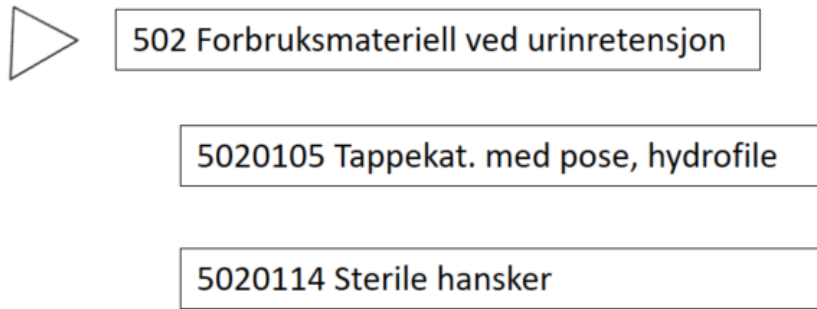 502 Forbruksmateriell ved urinretensjon
5020105 Tappekat. med pose, hydrofile
5020114 Sterile hansker